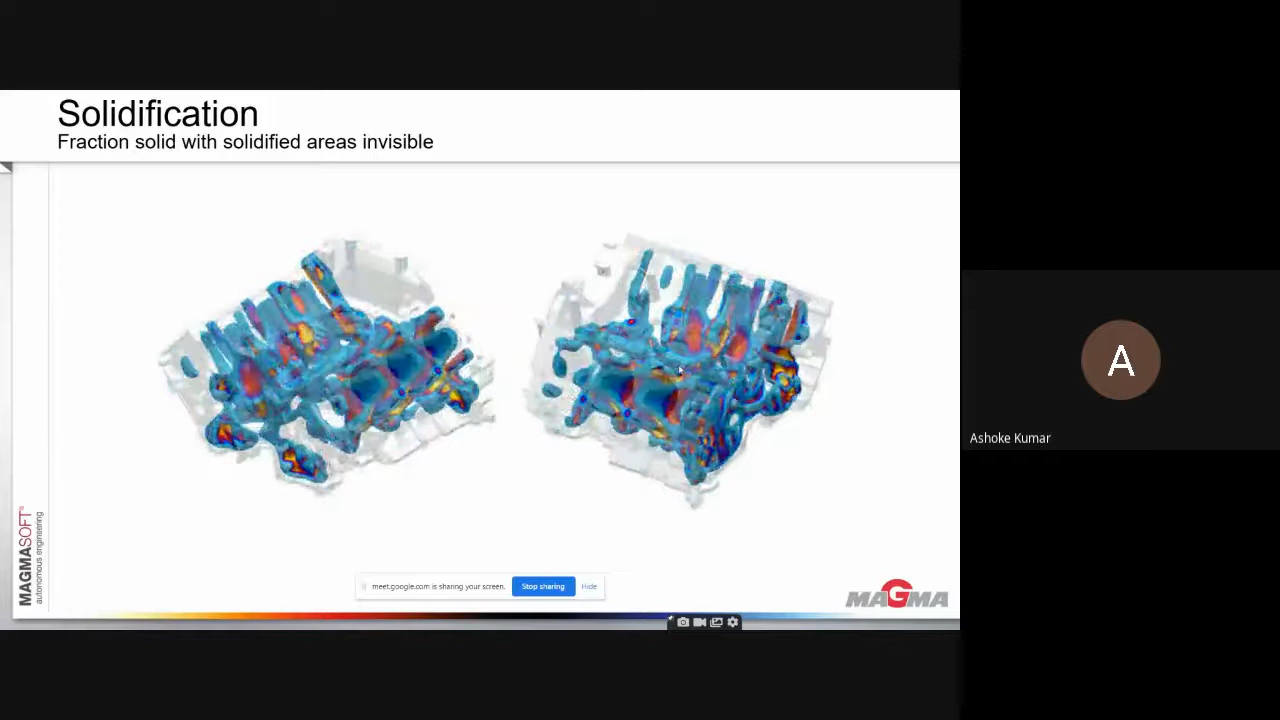 Solidification
Fraction solid with solidified areas invisible
MAGMASOFT®
autonomous engineering
meet.google.com is sharing your screen.
Stop sharing
Hide
MAGMA
A
Ashoke Kumar